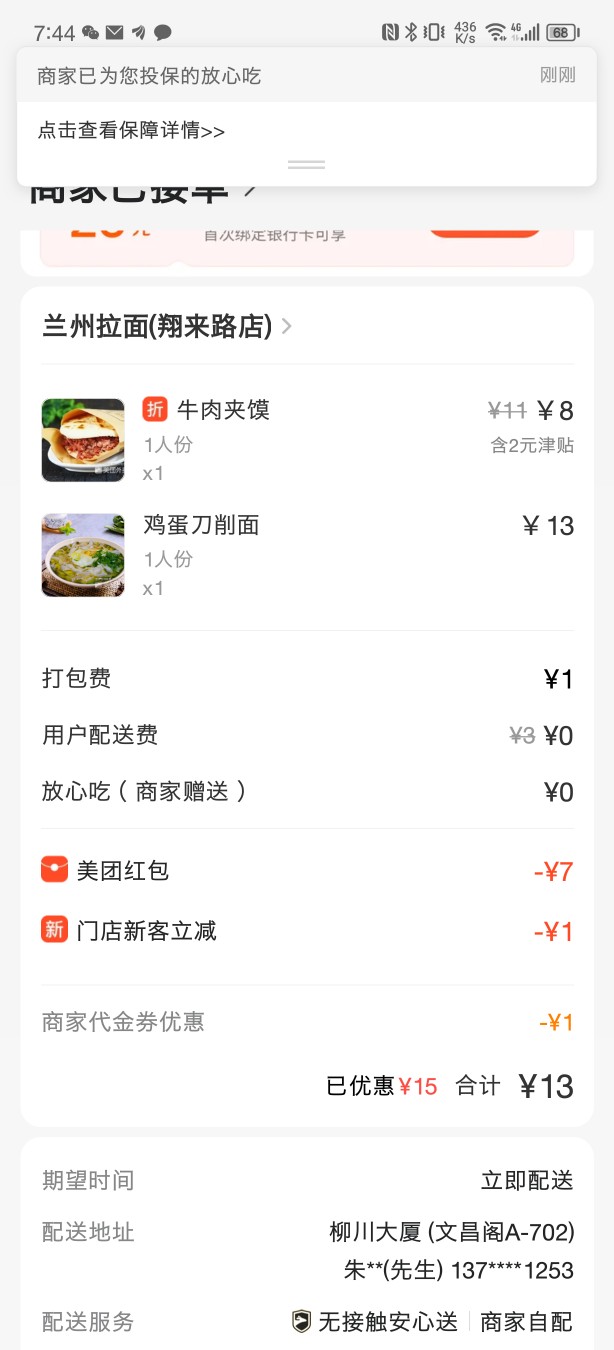 7:44
436
K/s
4G
68
商家已为您投保的放心吃
刚刚
点击查看保障详情>>
商家已接单
元
首次绑定银行卡可享
兰州拉面(翔来路店)
折 牛肉夹馍
¥11 ¥8
1人份
含2元津贴
x1
鸡蛋刀削面
¥13
1人份
x1
打包费
¥1
用户配送费
¥3 ¥0
放心吃(商家赠送)
¥0
美团红包
-¥7
新 门店新客立减
-¥1
商家代金券优惠
-¥1
已优惠¥15 合计 ¥13
期望时间
立即配送
配送地址
柳川大厦 (文昌阁A-702)
朱**(先生) 137****1253
配送服务
无接触安心送 | 商家自配